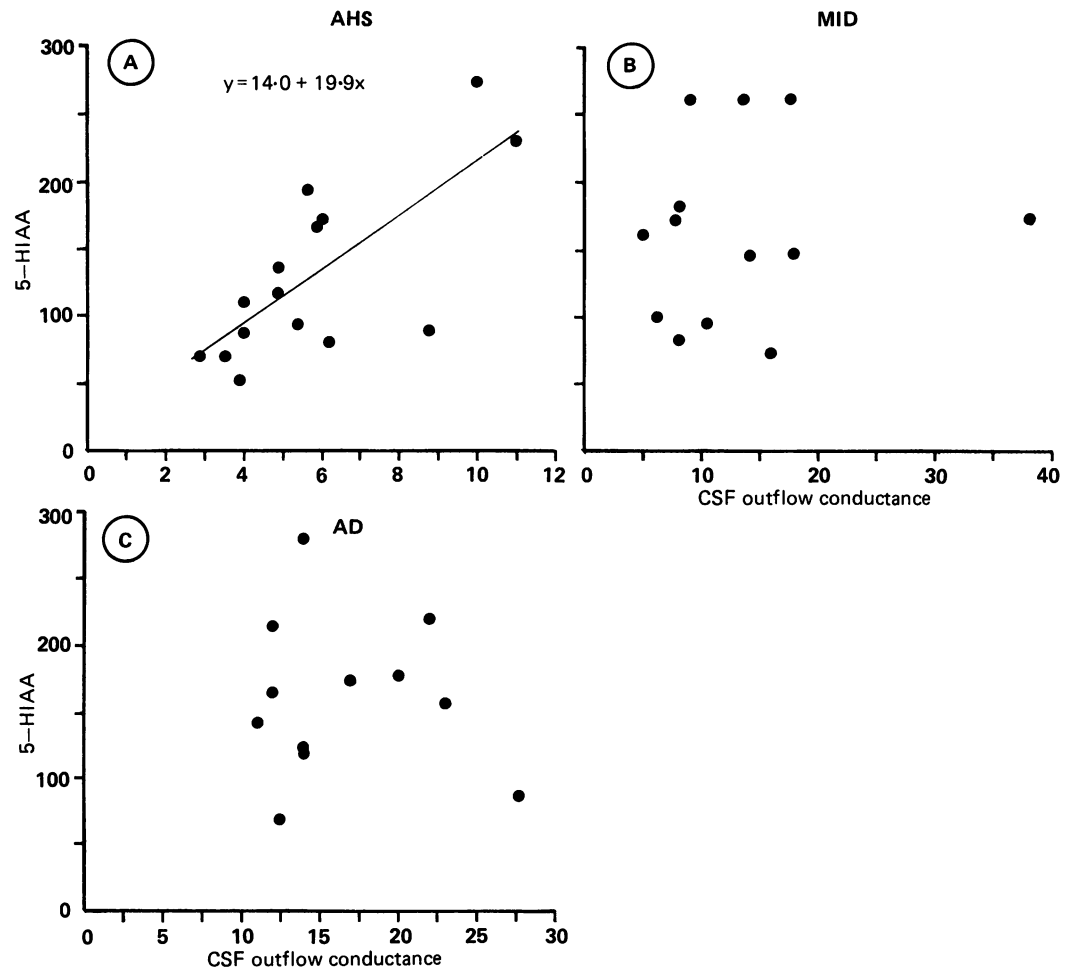 AHS
MID
A
y=14·0 + 19·9x
B
300
200
100
0
5–HIAA
0 2 4 6 8 10 12
0 10 20 30 40
CSF outflow conductance
AD
C
300
200
100
0
5–HIAA
0 5 10 15 20 25 30
CSF outflow conductance